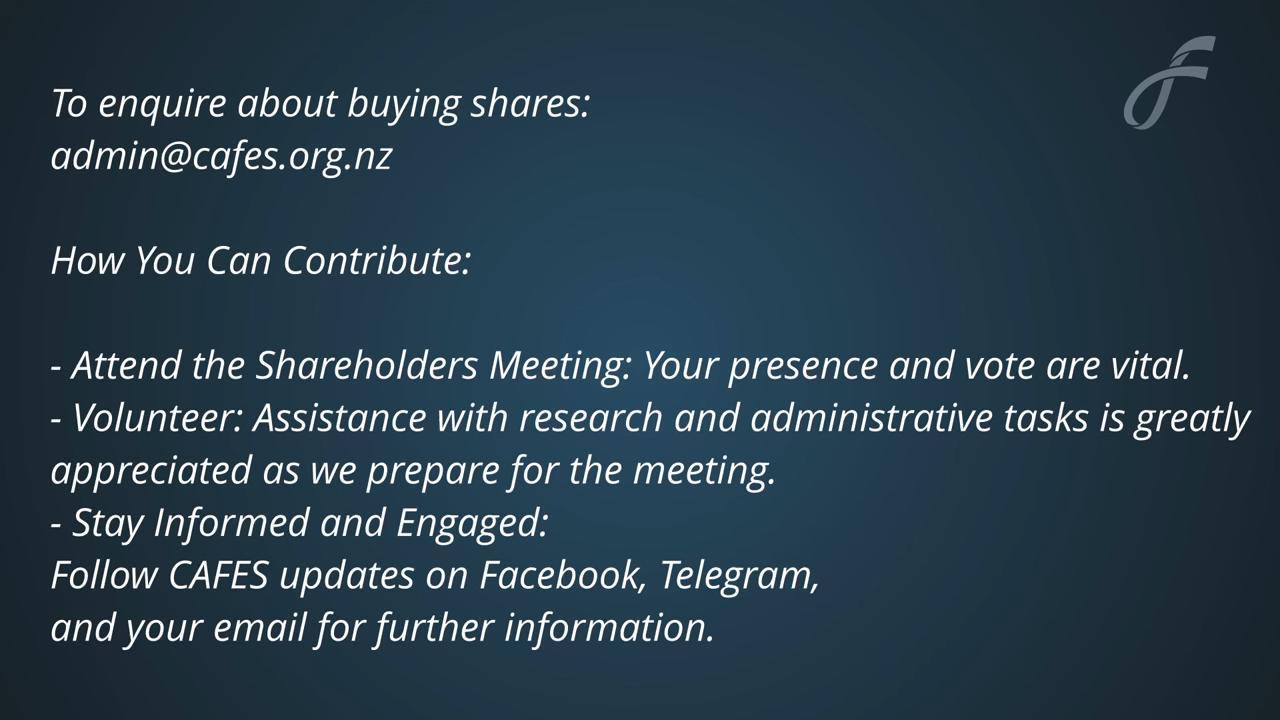 To enquire about buying shares:
admin@cafes.org.nz
How You Can Contribute:
- Attend the Shareholders Meeting: Your presence and vote are vital.
- Volunteer: Assistance with research and administrative tasks is greatly
appreciated as we prepare for the meeting.
- Stay Informed and Engaged:
Follow CAFES updates on Facebook, Telegram,
and your email for further information.